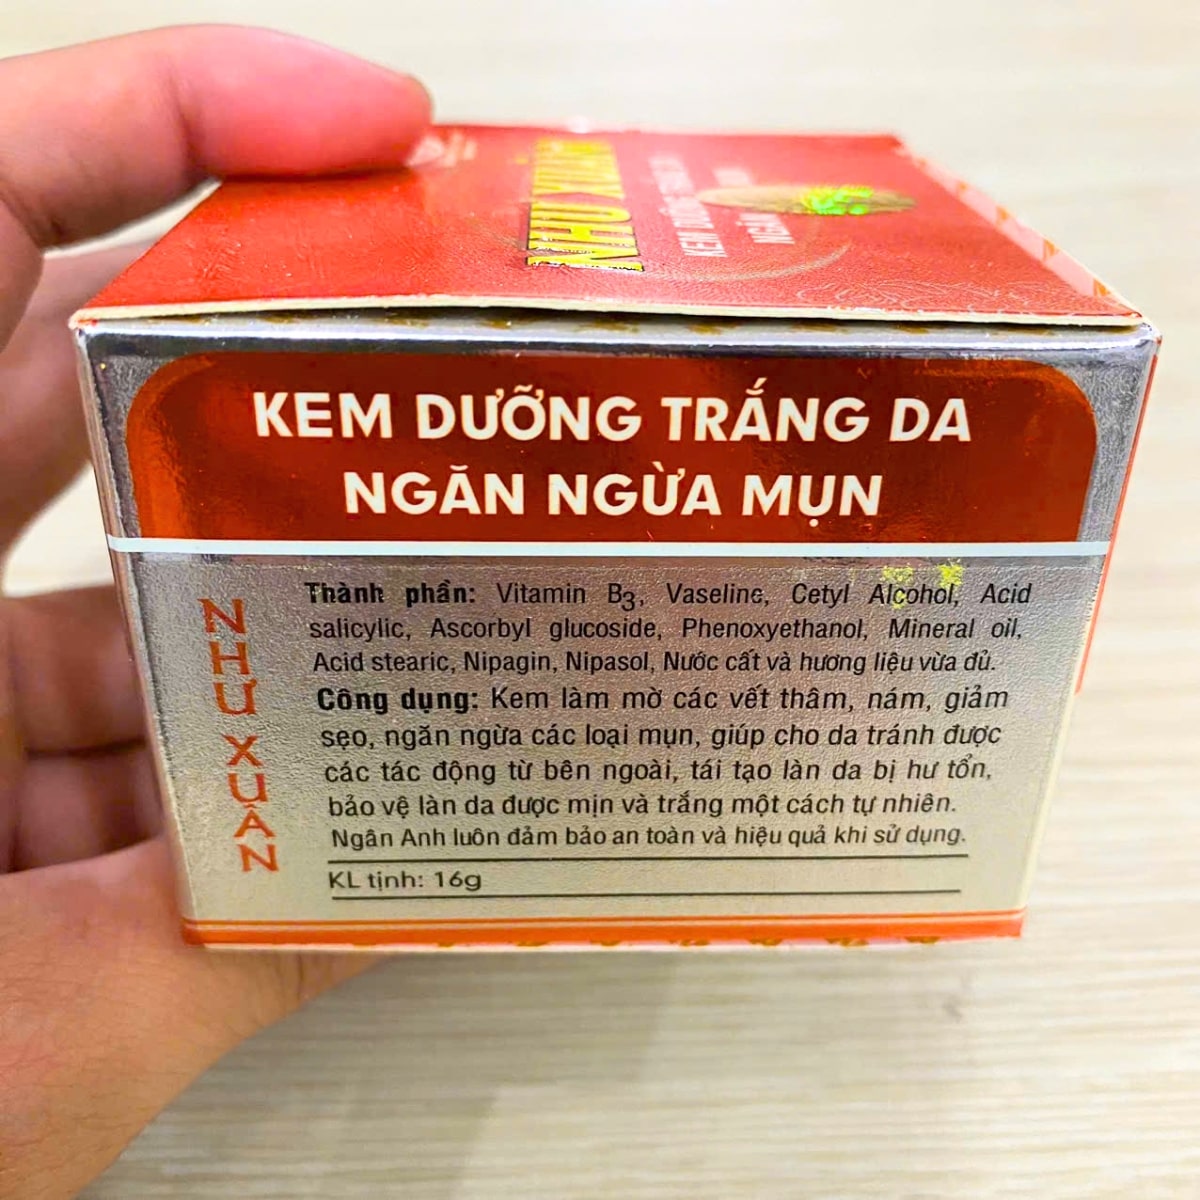 NHƯ XUÂN
KEM DƯỠNG TRẮNG DA
NGĂN
KEM DƯỠNG TRẮNG DA
NGĂN NGỪA MỤN
NHƯ XUÂN
Thành phần: Vitamin B3, Vaseline, Cetyl Alcohol, Acid
salicylic, Ascorbyl glucoside, Phenoxyethanol, Mineral oil,
Acid stearic, Nipagin, Nipasol, Nước cất và hương liệu vừa đủ.
Công dụng: Kem làm mờ các vết thâm, nám, giảm
sẹo, ngăn ngừa các loại mụn, giúp cho da tránh được
các tác động từ bên ngoài, tái tạo làn da bị hư tổn,
bảo vệ làn da được mịn và trắng một cách tự nhiên.
Ngân Anh luôn đảm bảo an toàn và hiệu quả khi sử dụng.
KL tịnh: 16g